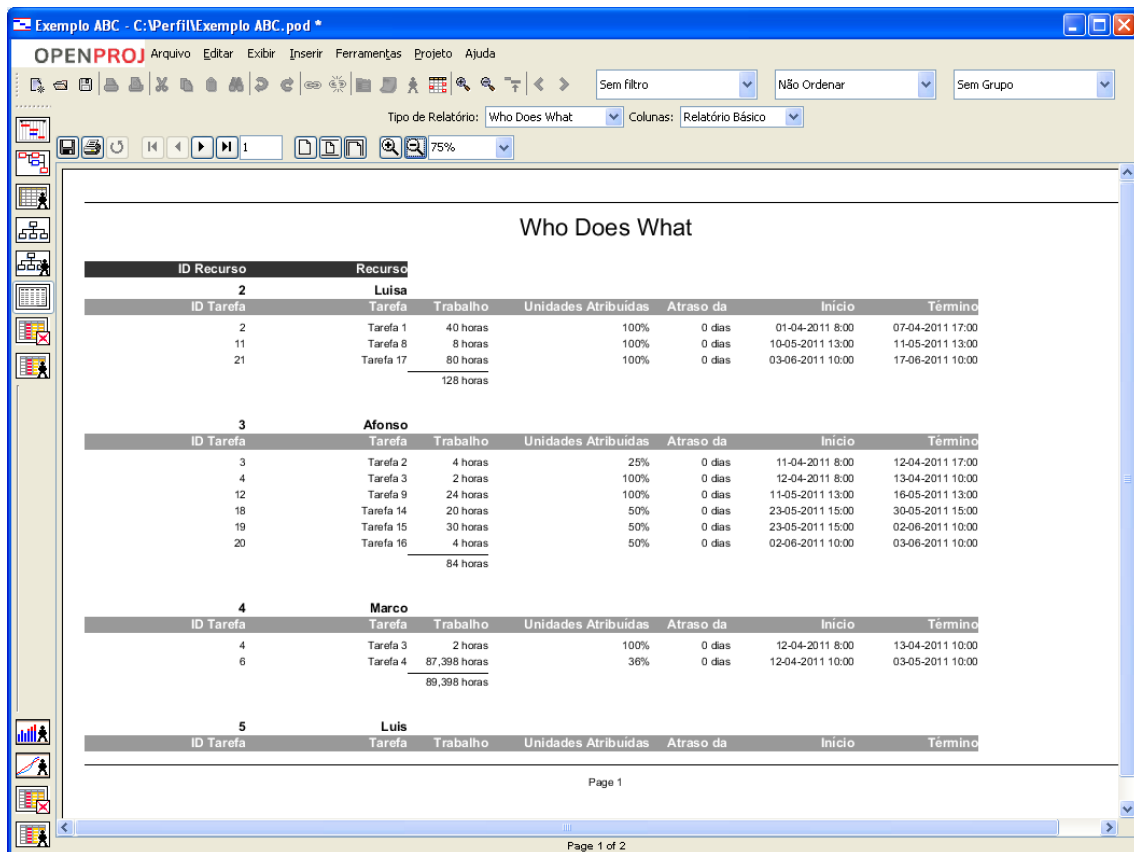 Exemplo ABC - C:\Perfil\Exemplo ABC.pod *
OPENPROJ Arquivo Editar Exibir Inserir Ferramentas Projeto Ajuda
Sem filtro Não Ordenar Sem Grupo
Tipo de Relatório: Who Does What Colunas: Relatório Básico
1 75%
Who Does What
ID Recurso Recurso
2 Luisa
ID Tarefa Tarefa Trabalho Unidades Atribuídas Atraso da Início Término
2 Tarefa 1 40 horas 100% 0 dias 01-04-2011 8:00 07-04-2011 17:00
11 Tarefa 8 8 horas 100% 0 dias 10-05-2011 13:00 11-05-2011 13:00
21 Tarefa 17 80 horas 100% 0 dias 03-06-2011 10:00 17-06-2011 10:00
128 horas
3 Afonso
ID Tarefa Tarefa Trabalho Unidades Atribuídas Atraso da Início Término
3 Tarefa 2 4 horas 25% 0 dias 11-04-2011 8:00 12-04-2011 17:00
4 Tarefa 3 2 horas 100% 0 dias 12-04-2011 8:00 13-04-2011 10:00
12 Tarefa 9 24 horas 100% 0 dias 11-05-2011 13:00 16-05-2011 13:00
18 Tarefa 14 20 horas 50% 0 dias 23-05-2011 15:00 30-05-2011 15:00
19 Tarefa 15 30 horas 50% 0 dias 23-05-2011 15:00 02-06-2011 10:00
20 Tarefa 16 4 horas 50% 0 dias 02-06-2011 10:00 03-06-2011 10:00
84 horas
4 Marco
ID Tarefa Tarefa Trabalho Unidades Atribuídas Atraso da Início Término
4 Tarefa 3 2 horas 100% 0 dias 12-04-2011 8:00 13-04-2011 10:00
6 Tarefa 4 87,398 horas 36% 0 dias 12-04-2011 10:00 03-05-2011 10:00
89,398 horas
5 Luis
ID Tarefa Tarefa Trabalho Unidades Atribuídas Atraso da Início Término
Page 1
Page 1 of 2